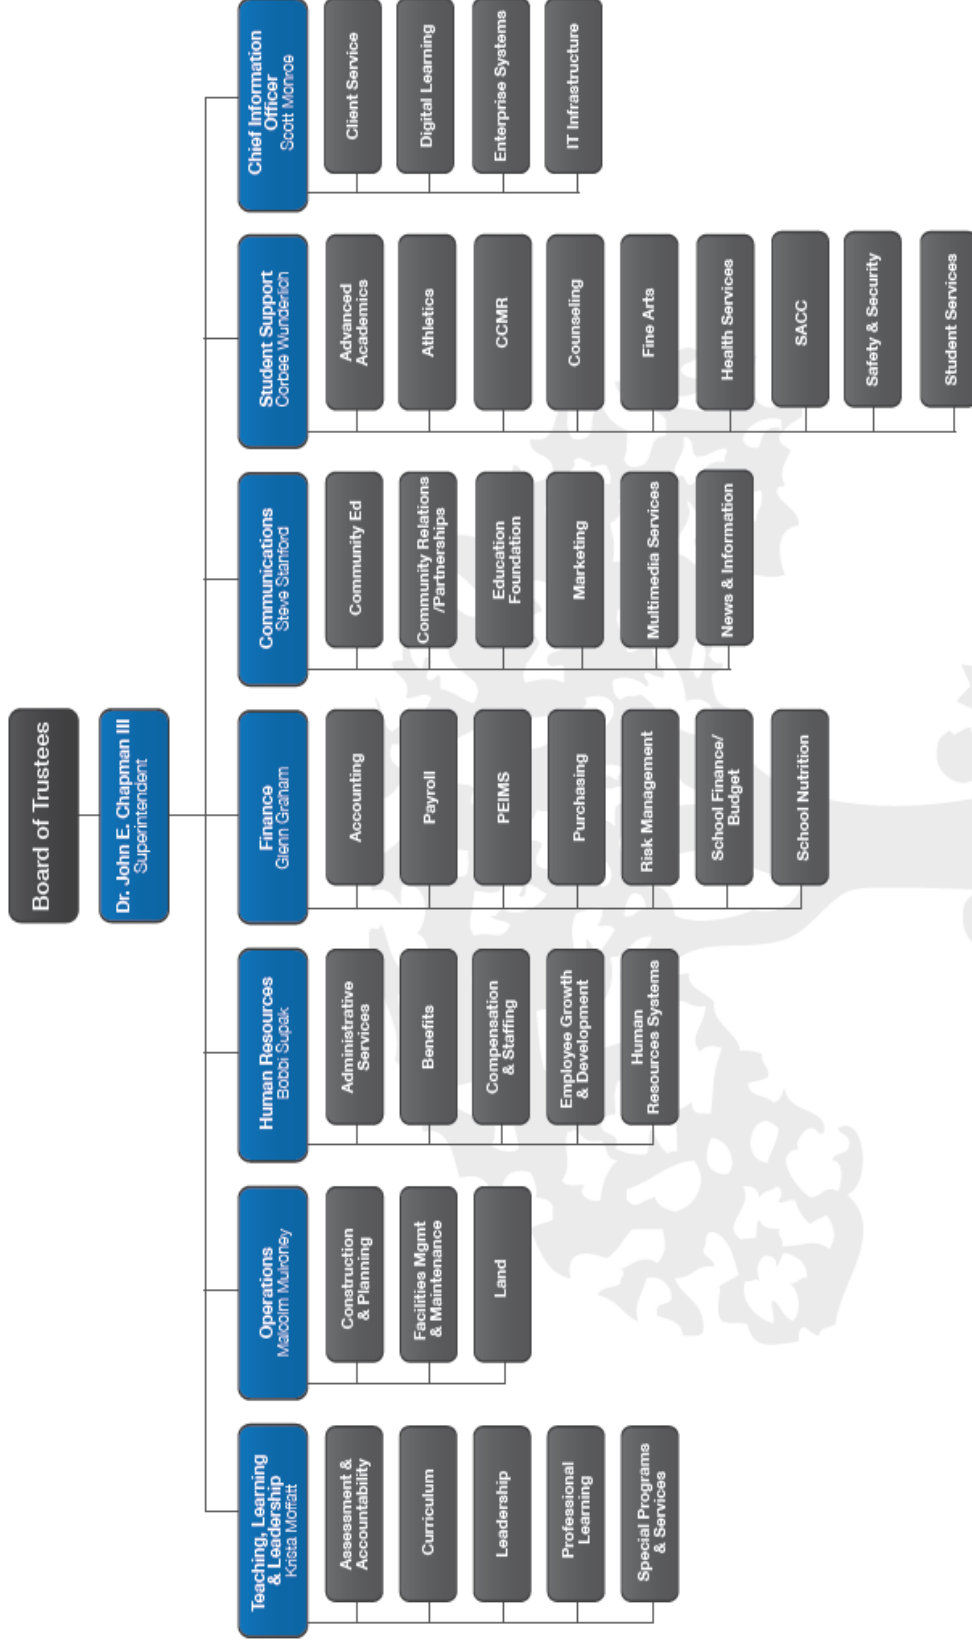 Board of Trustees
Dr. John E. Chapman III
Superintendent
Teaching, Learning
& Leadership
Krista Moffatt
Assessment &
Accountability
Curriculum
Leadership
Professional
Learning
Special Programs
& Services
Operations
Malcolm Mulroney
Construction
& Planning
Facilities Mgmt
& Maintenance
Land
Human Resources
Bobbi Supak
Administrative
Services
Benefits
Compensation
& Staffing
Employee Growth
& Development
Human
Resources Systems
Finance
Glenn Graham
Accounting
Payroll
PEIMS
Purchasing
Risk Management
School Finance/
Budget
School Nutrition
Communications
Steve Stanford
Community Ed
Community Relations
/Partnerships
Education
Foundation
Marketing
Multimedia Services
News & Information
Student Support
Corbee Wunderlich
Advanced
Academics
Athletics
CCMR
Counseling
Fine Arts
Health Services
SACC
Safety & Security
Student Services
Chief Information
Officer
Scott Monroe
Client Service
Digital Learning
Enterprise Systems
IT Infrastructure